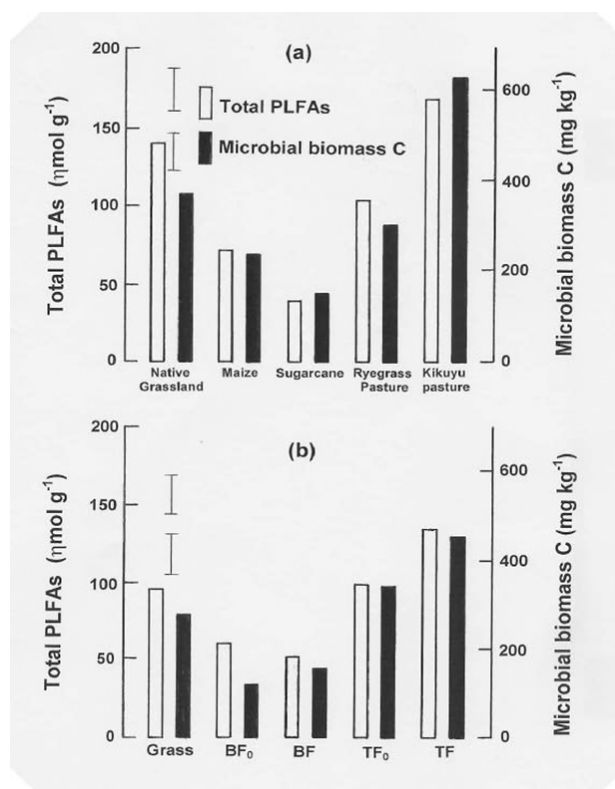 (a)
200
150
100
50
0
Total PLFAs (ηmol g⁻¹)
Total PLFAs
Microbial biomass C
600
400
200
0
Microbial biomass C (mg kg⁻¹)
Native
Grassland
Maize
Sugarcane
Ryegrass
Pasture
Kikuyu
pasture
(b)
200
150
100
50
0
Total PLFAs (ηmol g⁻¹)
600
400
200
0
Microbial biomass C (mg kg⁻¹)
Grass
BF₀
BF
TF₀
TF